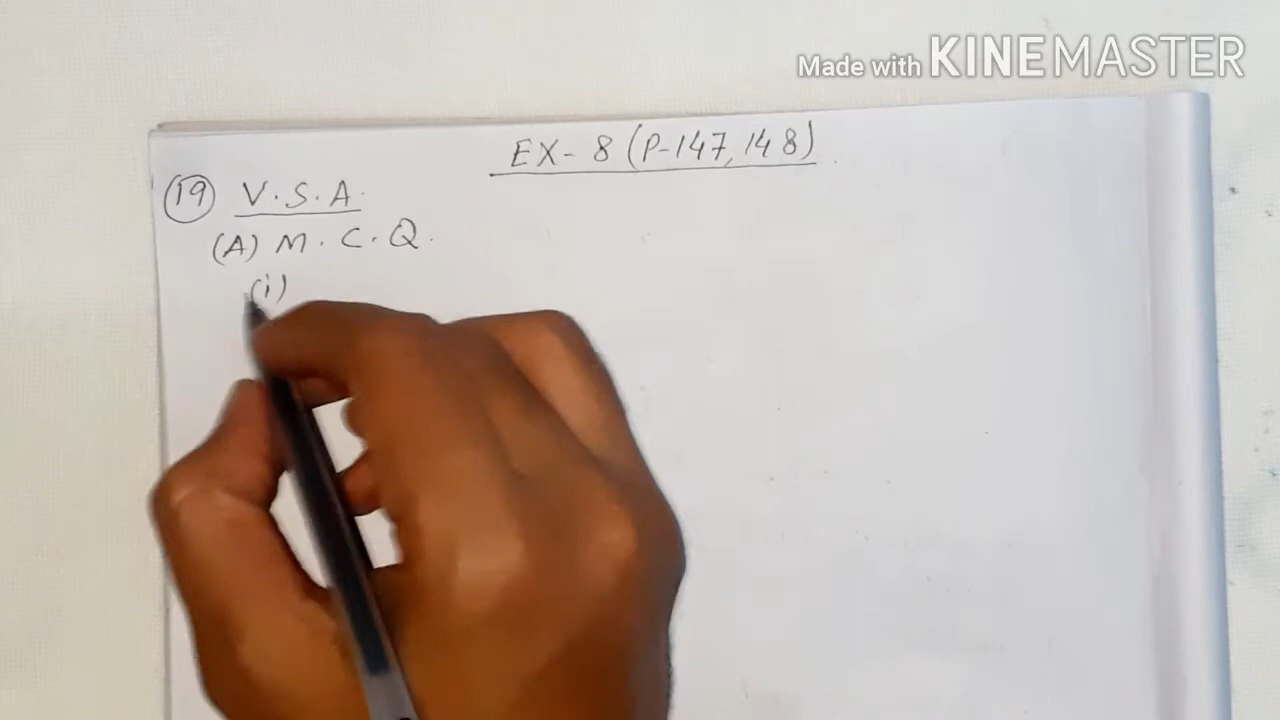 Made with KINEMASTER
EX- 8 (P-147, 148)
19 V.S.A.
(A) M.C.Q.
(i)